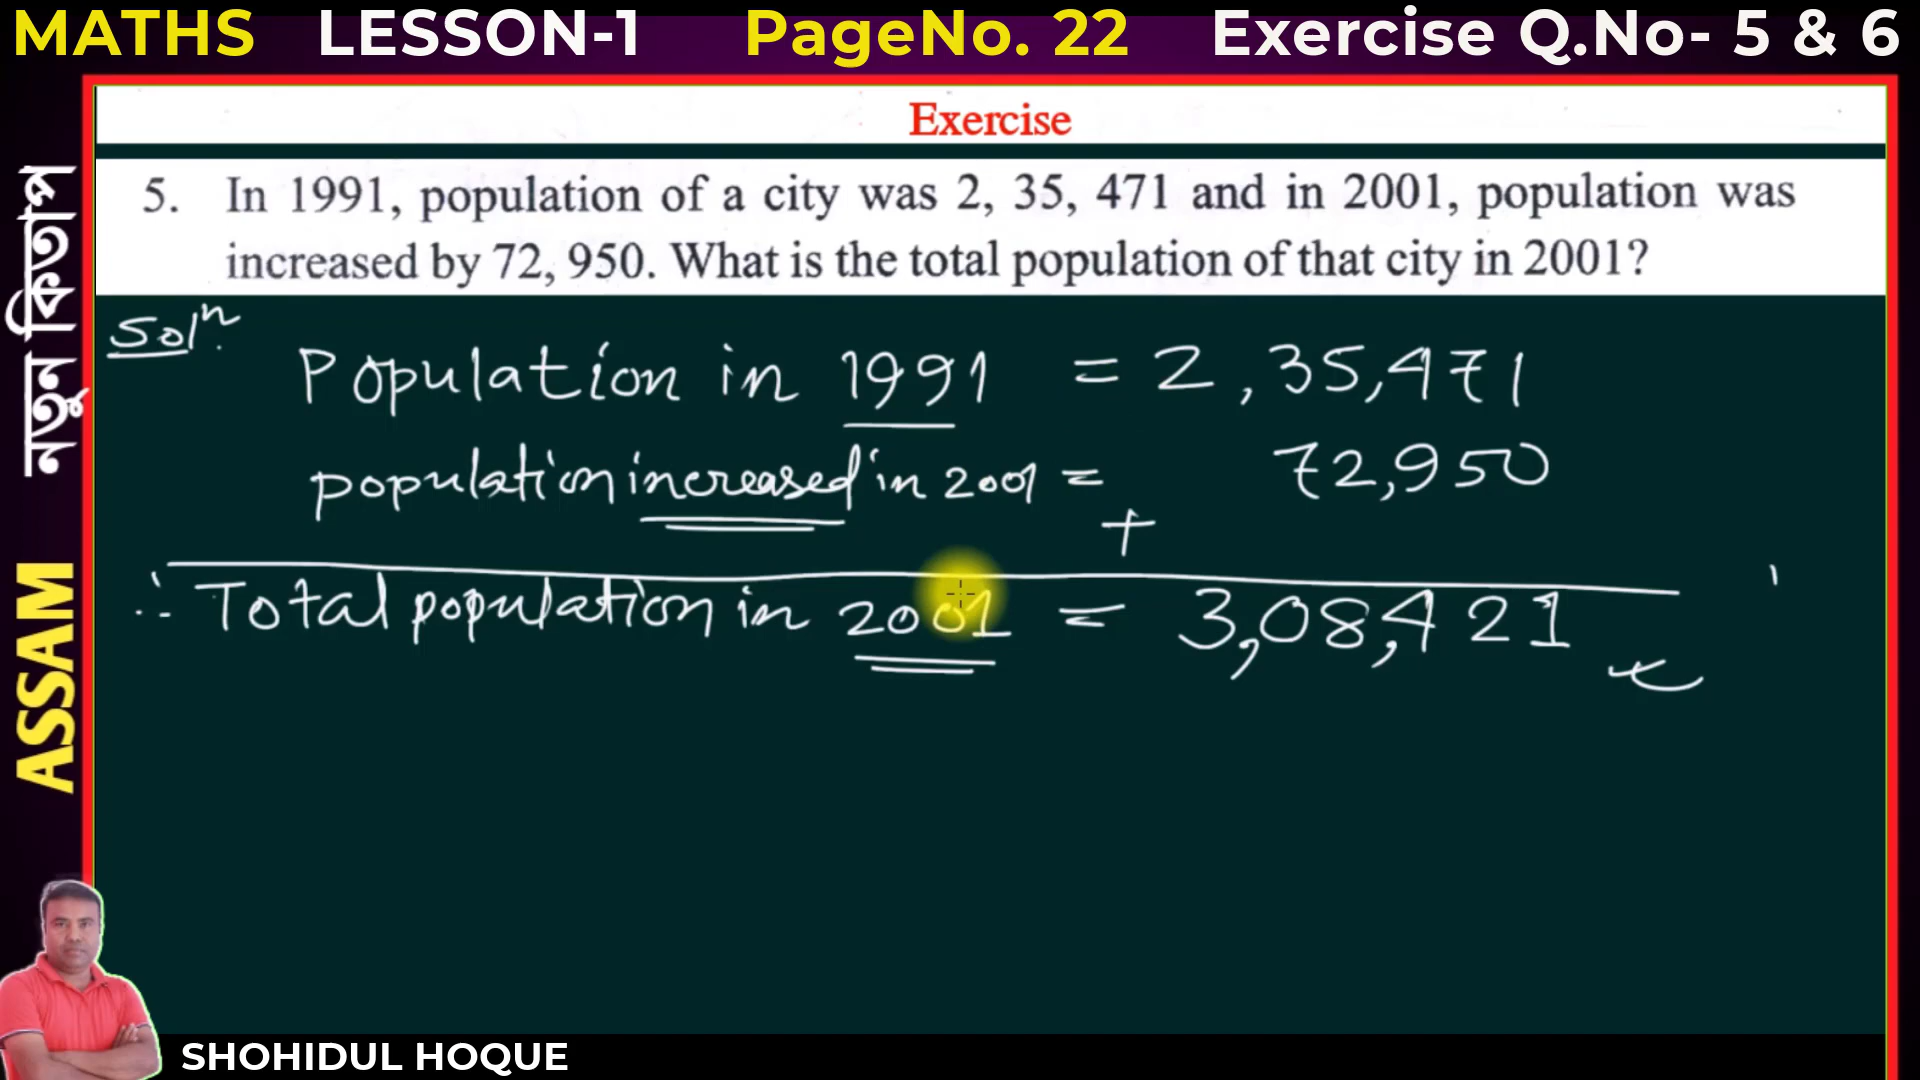 MATHS LESSON-1 PageNo. 22 Exercise Q.No- 5 & 6
Exercise
5. In 1991, population of a city was 2, 35, 471 and in 2001, population was
increased by 72, 950. What is the total population of that city in 2001?
Solⁿ.
Population in 1991 = 2,35,471
population increased in 2001 = 72,950
+
∴ Total population in 2001 = 3,08,421
ASSAM নতুন কিতাপ
SHOHIDUL HOQUE